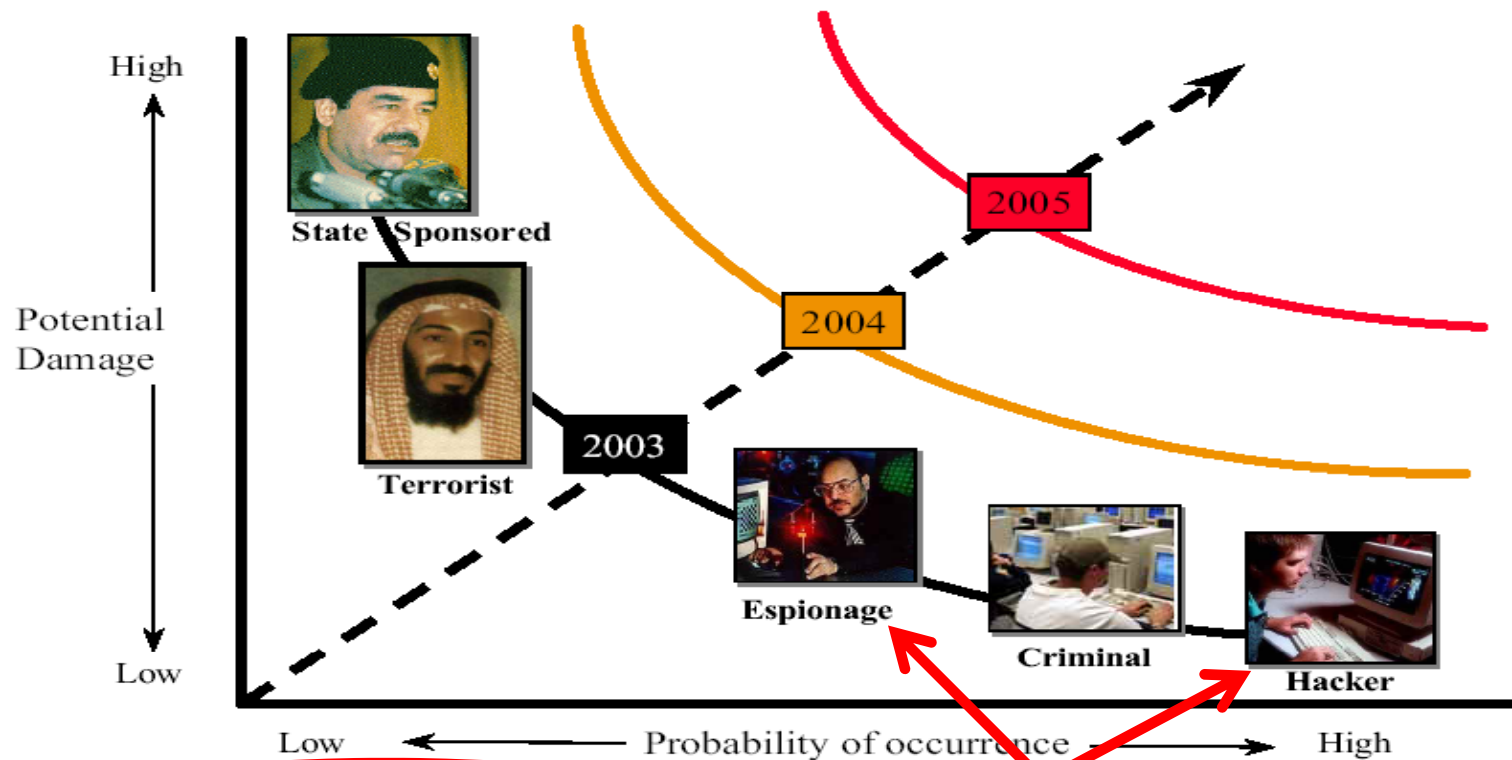 High
2005
State Sponsored
Potential
Damage
2004
2003
Terrorist
Espionage
Criminal
Low
Hacker
Low
Probability of occurrence
High